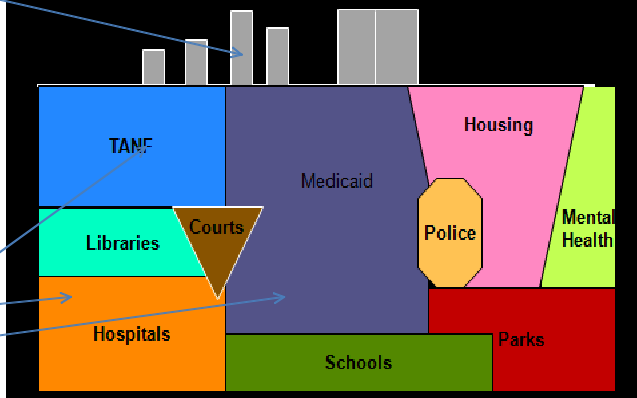 Housing
TANF
Medicaid
Mental
Health
Courts
Police
Libraries
Hospitals
Parks
Schools